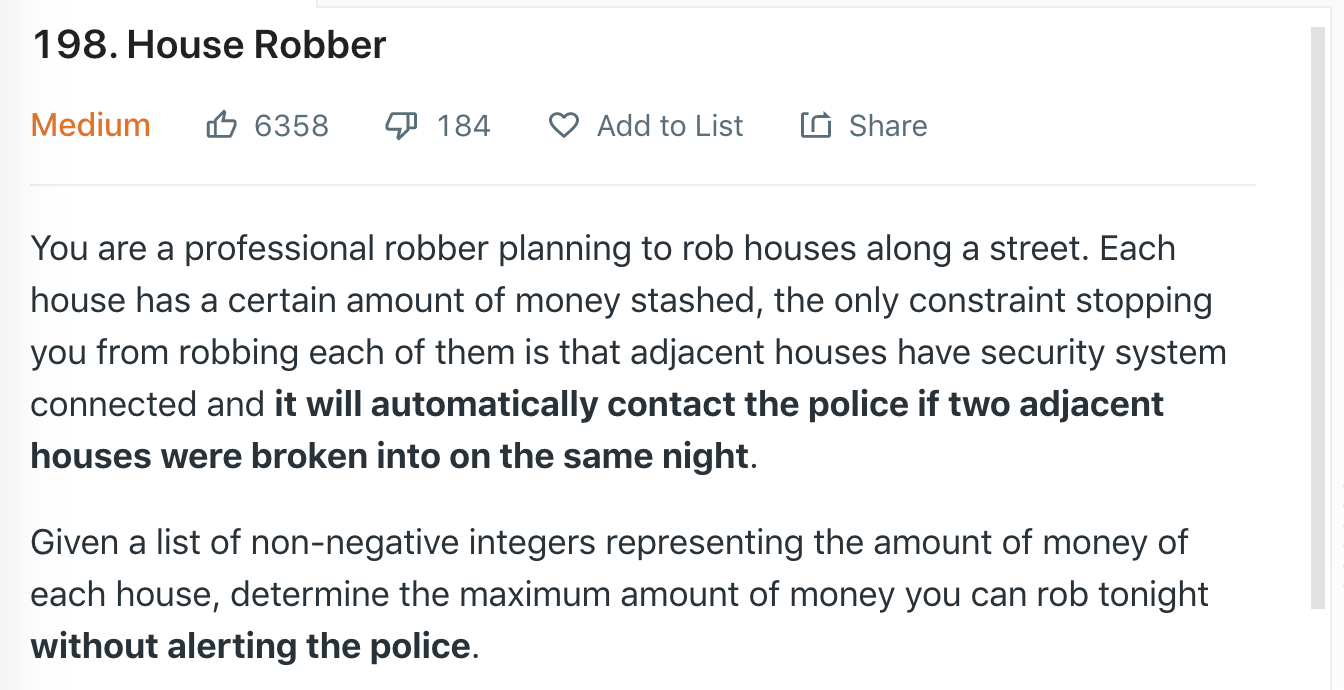 198. House Robber
Medium 6358 184 Add to List Share
You are a professional robber planning to rob houses along a street. Each
house has a certain amount of money stashed, the only constraint stopping
you from robbing each of them is that adjacent houses have security system
connected and it will automatically contact the police if two adjacent
houses were broken into on the same night.
Given a list of non-negative integers representing the amount of money of
each house, determine the maximum amount of money you can rob tonight
without alerting the police.